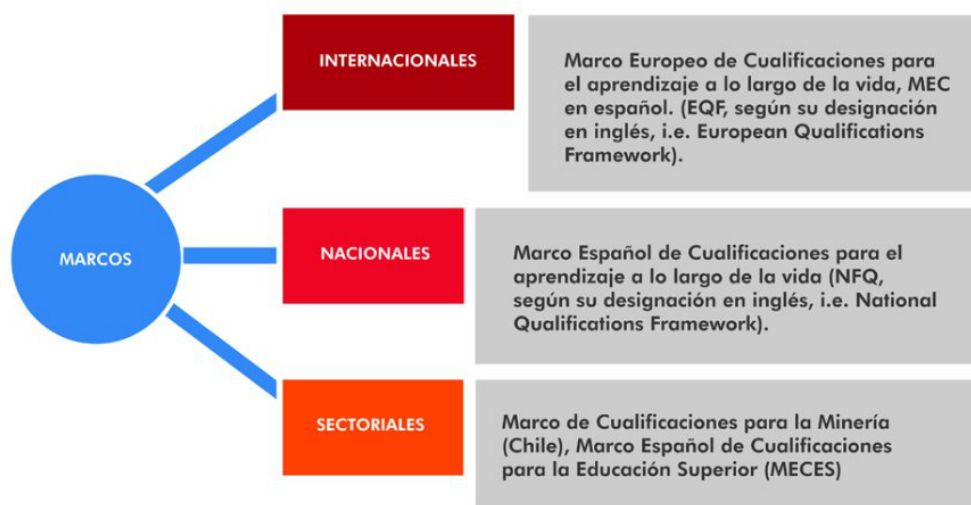 MARCOS
INTERNACIONALES
Marco Europeo de Cualificaciones para
el aprendizaje a lo largo de la vida, MEC
en español. (EQF, según su designación
en inglés, i.e. European Qualifications
Framework).
NACIONALES
Marco Español de Cualificaciones para el
aprendizaje a lo largo de la vida (NFQ,
según su designación en inglés, i.e. National
Qualifications Framework).
SECTORIALES
Marco de Cualificaciones para la Minería
(Chile), Marco Español de Cualificaciones
para la Educación Superior (MECES)